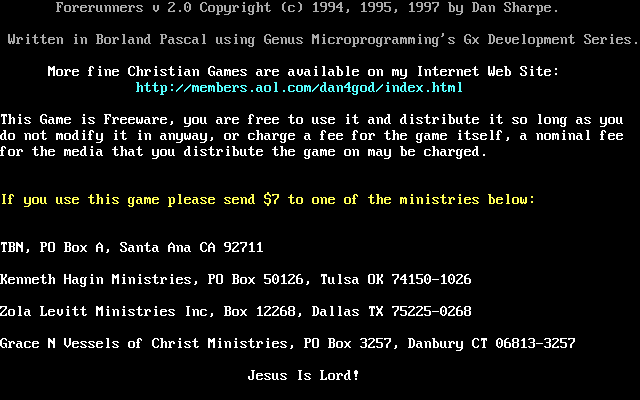 Forerunners v 2.0 Copyright (c) 1994, 1995, 1997 by Dan Sharpe.
Written in Borland Pascal using Genus Microprogramming's Gx Development Series.
More fine Christian Games are available on my Internet Web Site:
http://members.aol.com/dan4god/index.html
This Game is Freeware, you are free to use it and distribute it so long as you
do not modify it in anyway, or charge a fee for the game itself, a nominal fee
for the media that you distribute the game on may be charged.
If you use this game please send $7 to one of the ministries below:
TBN, PO Box A, Santa Ana CA 92711
Kenneth Hagin Ministries, PO Box 50126, Tulsa OK 74150-1026
Zola Levitt Ministries Inc, Box 12268, Dallas TX 75225-0268
Grace N Vessels of Christ Ministries, PO Box 3257, Danbury CT 06813-3257
Jesus Is Lord!